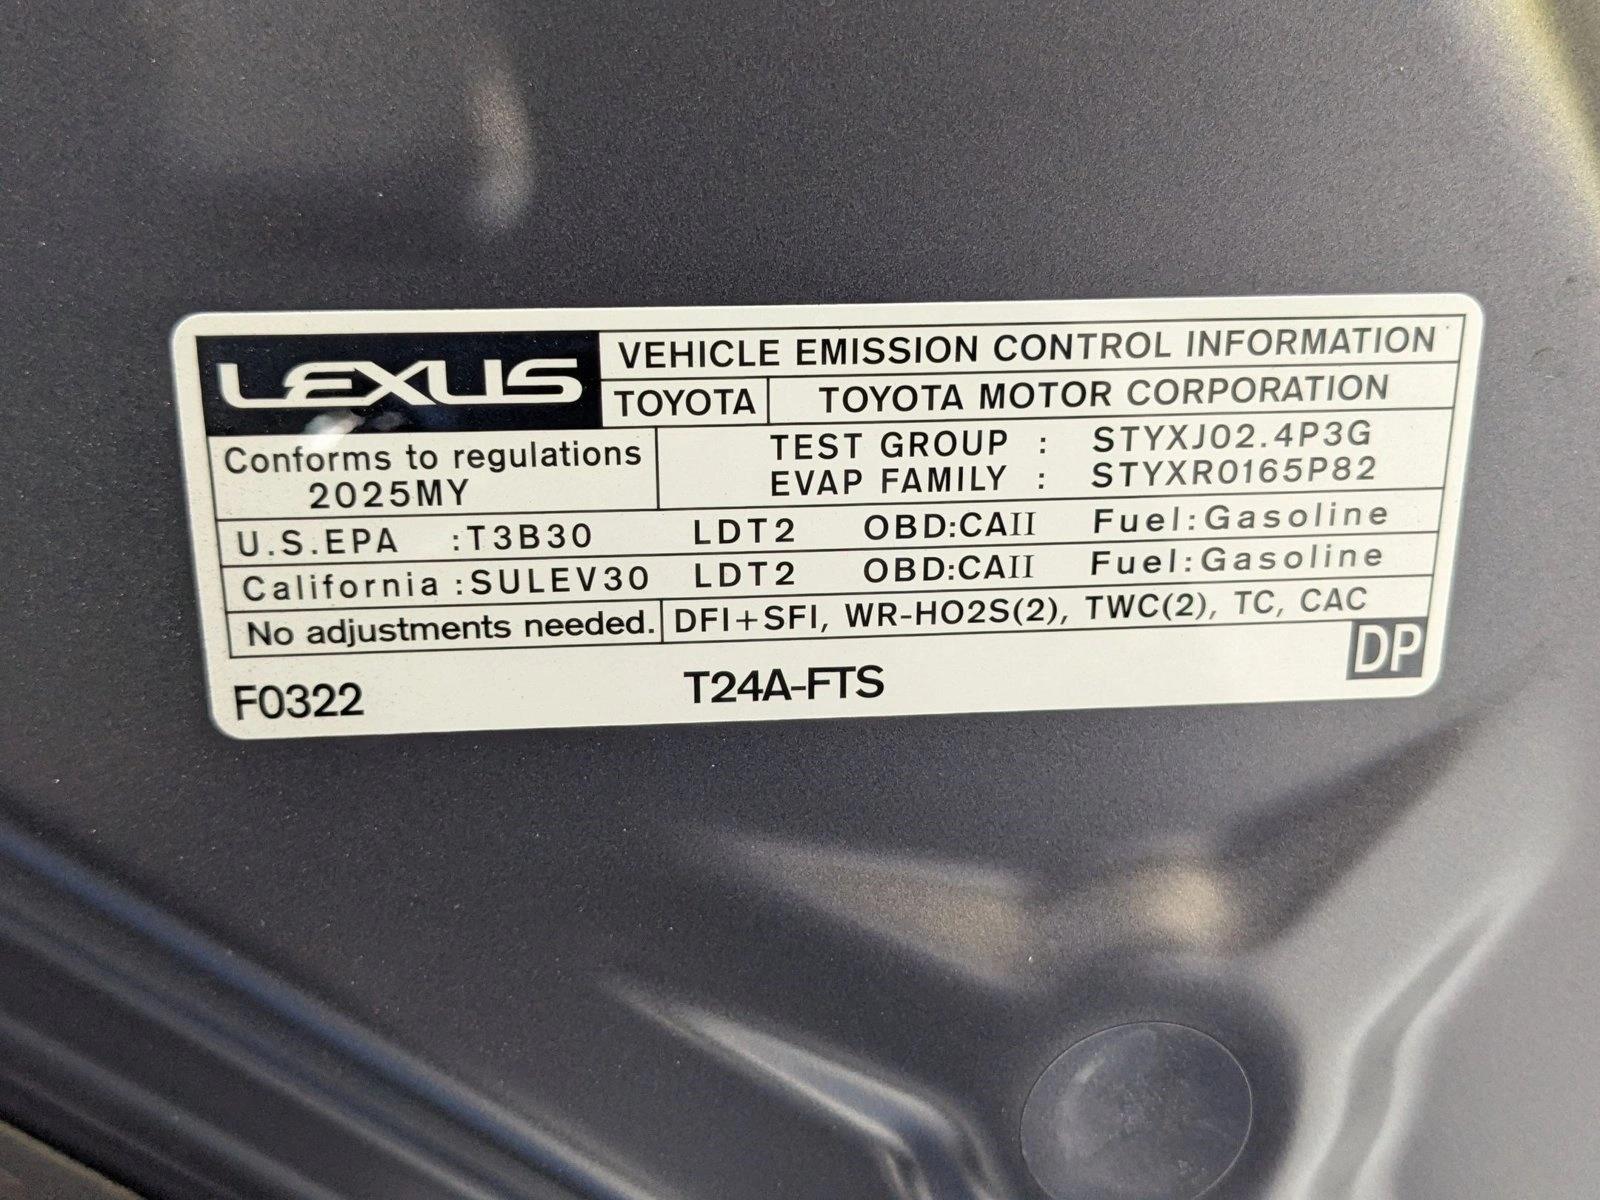 LEXUS
VEHICLE EMISSION CONTROL INFORMATION
TOYOTA TOYOTA MOTOR CORPORATION
Conforms to regulations
2025MY
TEST GROUP : STYXJ02.4P3G
EVAP FAMILY : STYXR0165P82
U.S.EPA :T3B30 LDT2 OBD:CAII Fuel:Gasoline
California :SULEV30 LDT2 OBD:CAII Fuel:Gasoline
No adjustments needed. DFI+SFI, WR-HO2S(2), TWC(2), TC, CAC
F0322 T24A-FTS DP